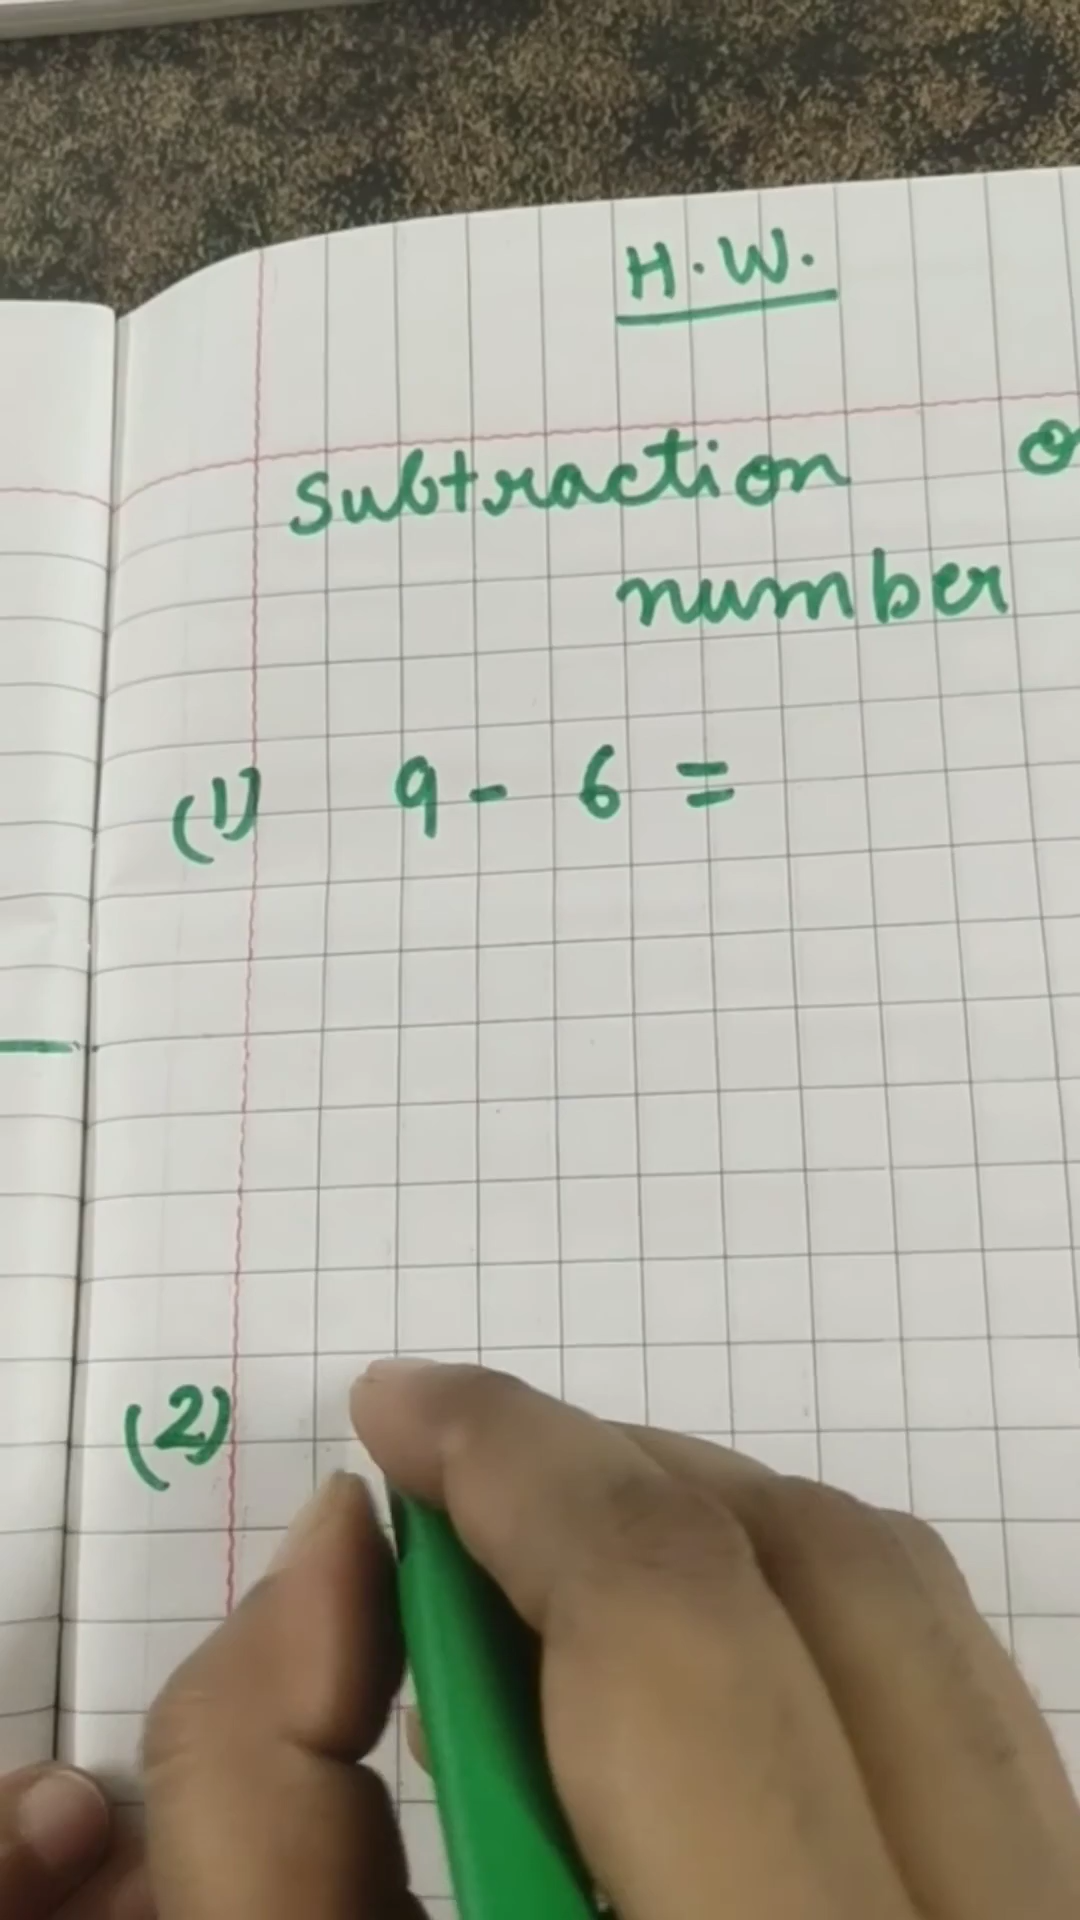 H.W.
Subtraction
number
(1) 9 - 6 =
(2)